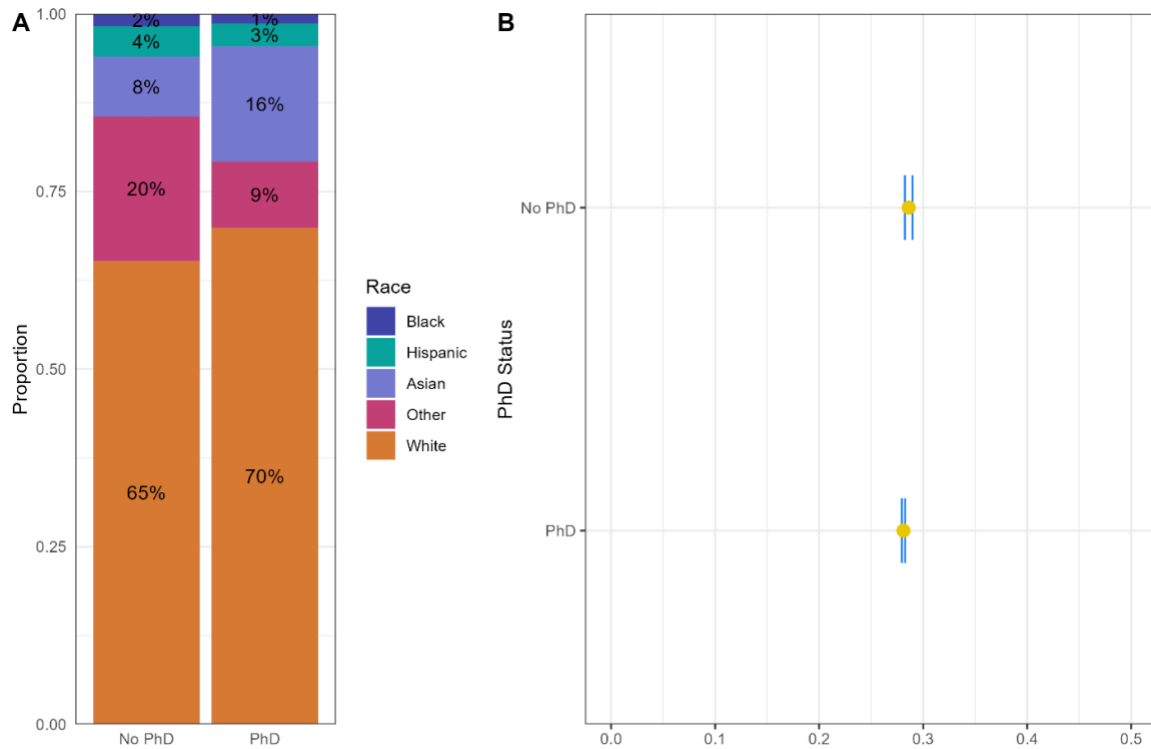 A
1.00
0.75
0.50
0.25
0.00
Proportion
2%
4%
8%
20%
65%
1%
3%
16%
9%
70%
No PhD
PhD
Race
Black
Hispanic
Asian
Other
White
B
PhD Status
No PhD
PhD
0.0
0.1
0.2
0.3
0.4
0.5